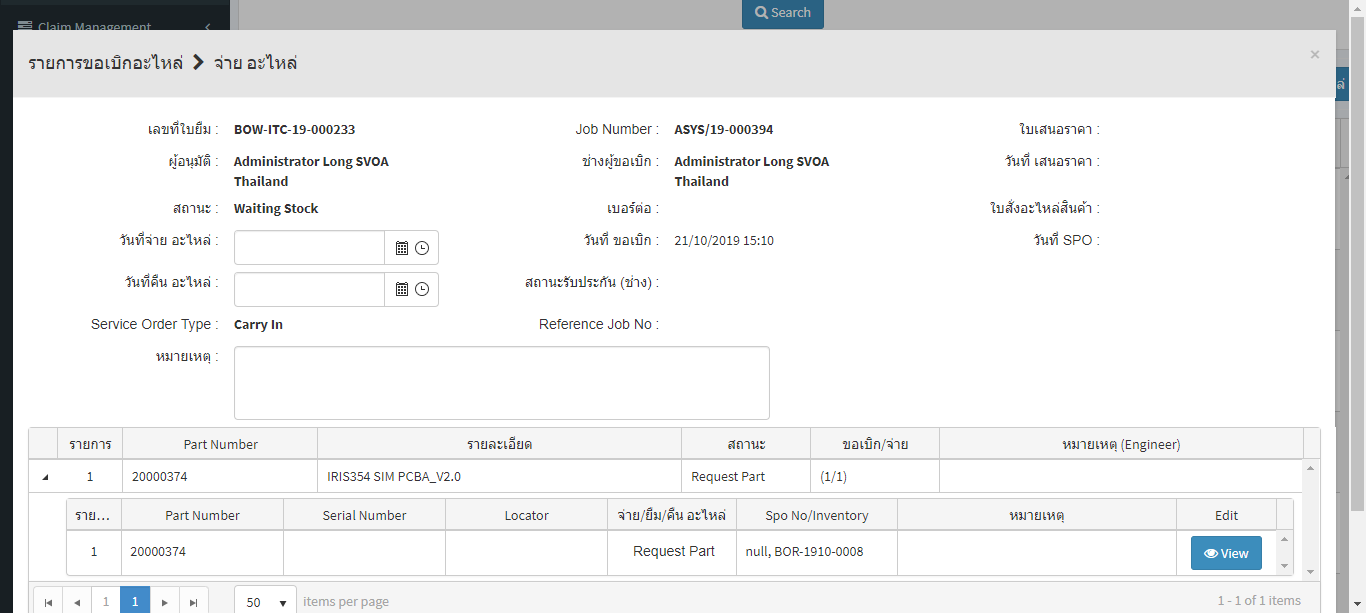 Search
Claim Management
รายการขอเบิกอะไหล่ จ่าย อะไหล่ ×
เลขที่ใบยืม : BOW-ITC-19-000233 Job Number : ASYS/19-000394 ใบเสนอราคา :
ผู้อนุมัติ : Administrator Long SVOA Thailand ช่างผู้ขอเบิก : Administrator Long SVOA Thailand วันที่ เสนอราคา :
สถานะ : Waiting Stock เบอร์ต่อ : ใบสั่งอะไหล่สินค้า :
วันที่จ่าย อะไหล่ : วันที่ ขอเบิก : 21/10/2019 15:10 วันที่ SPO :
วันที่คืน อะไหล่ : สถานะรับประกัน (ช่าง) :
Service Order Type : Carry In Reference Job No :
หมายเหตุ :
รายการ Part Number รายละเอียด สถานะ ขอเบิก/จ่าย หมายเหตุ (Engineer)
1 20000374 IRIS354 SIM PCBA_V2.0 Request Part (1/1)
ราย... Part Number Serial Number Locator จ่าย/ยืม/คืน อะไหล่ Spo No/Inventory หมายเหตุ Edit
1 20000374 Request Part null, BOR-1910-0008 View
1 1 50 items per page 1 - 1 of 1 items